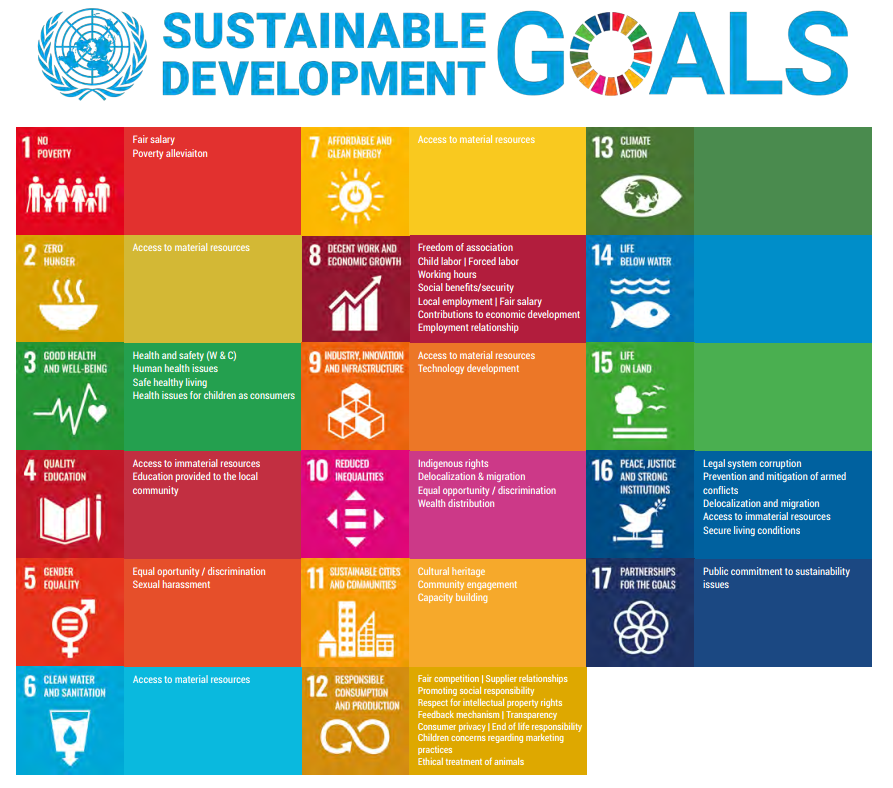 SUSTAINABLE
DEVELOPMENT
GOALS
1 NO
POVERTY
Fair salary
Poverty alleviaiton
2 ZERO
HUNGER
Access to material resources
3 GOOD HEALTH
AND WELL-BEING
Health and safety (W & C)
Human health issues
Safe healthy living
Health issues for children as consumers
4 QUALITY
EDUCATION
Access to immaterial resources
Education provided to the local
community
5 GENDER
EQUALITY
Equal oportunity / discrimination
Sexual harassment
6 CLEAN WATER
AND SANITATION
Access to material resources
7 AFFORDABLE AND
CLEAN ENERGY
Access to material resources
8 DECENT WORK AND
ECONOMIC GROWTH
Freedom of association
Child labor | Forced labor
Working hours
Social benefits/security
Local employment | Fair salary
Contributions to economic development
Employment relationship
9 INDUSTRY, INNOVATION
AND INFRASTRUCTURE
Access to material resources
Technology development
10 REDUCED
INEQUALITIES
Indigenous rights
Delocalization & migration
Equal opportunity / discrimination
Wealth distribution
11 SUSTAINABLE CITIES
AND COMMUNITIES
Cultural heritage
Community engagement
Capacity building
12 RESPONSIBLE
CONSUMPTION
AND PRODUCTION
Fair competition | Supplier relationships
Promoting social responsibility
Respect for intellectual property rights
Feedback mechanism | Transparency
Consumer privacy | End of life responsibility
Children concerns regarding marketing
practices
Ethical treatment of animals
13 CLIMATE
ACTION
14 LIFE
BELOW WATER
15 LIFE
ON LAND
16 PEACE, JUSTICE
AND STRONG
INSTITUTIONS
Legal system corruption
Prevention and mitigation of armed
conflicts
Delocalization and migration
Access to immaterial resources
Secure living conditions
17 PARTNERSHIPS
FOR THE GOALS
Public commitment to sustainability
issues